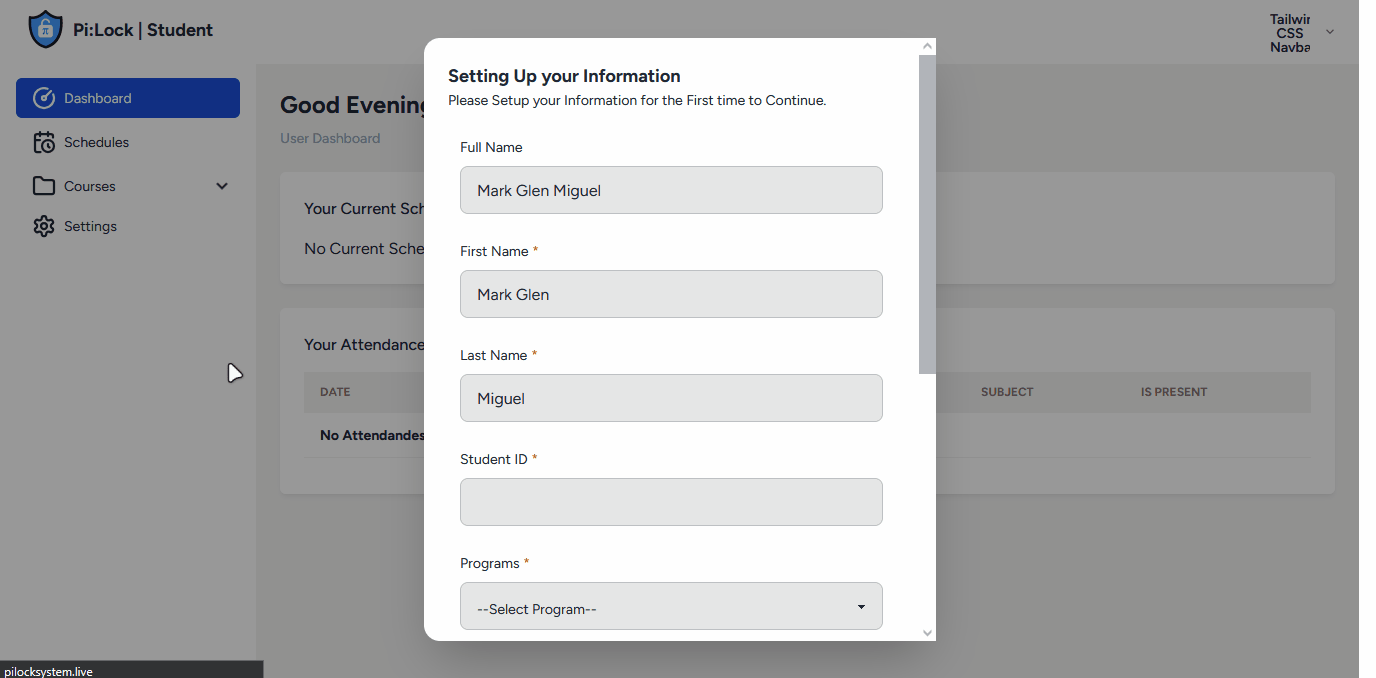 Pi:Lock | Student
Tailwin
CSS
Navba
Dashboard
Schedules
Courses
Settings
Good Evening
User Dashboard
Your Current Sch
No Current Sche
Your Attendance
DATE
SUBJECT
IS PRESENT
No Attendandes
Setting Up your Information
Please Setup your Information for the First time to Continue.
Full Name
Mark Glen Miguel
First Name *
Mark Glen
Last Name *
Miguel
Student ID *
Programs *
--Select Program--
pilocksystem.live